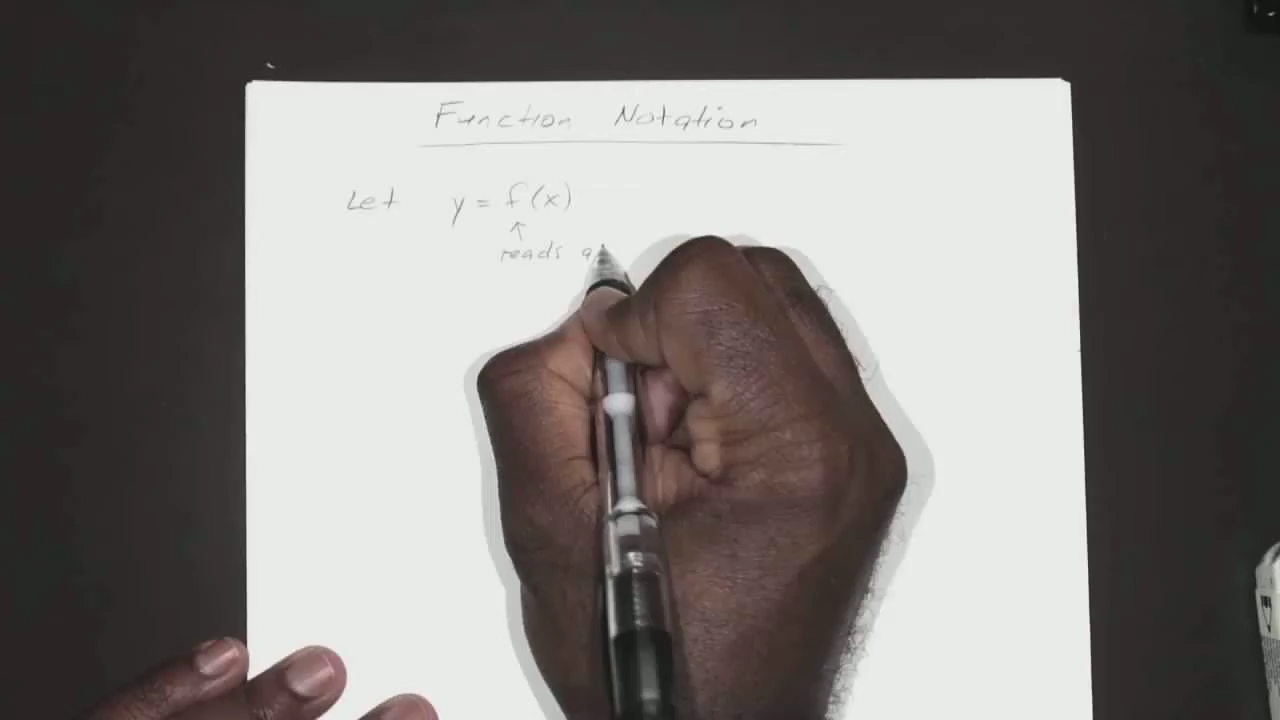 Function Notation
Let y = f(x)
↑
reads a